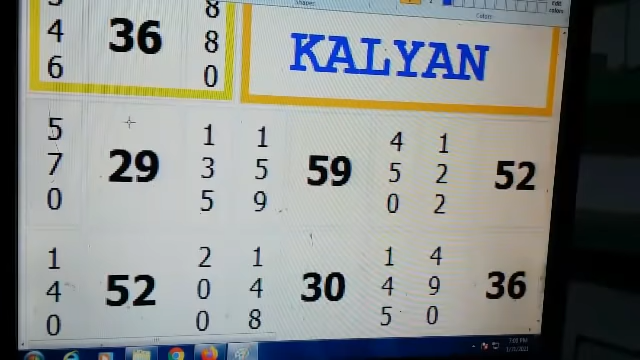 4 36 8
6 0
KALYAN
5 1 1 4 1
7 29 3 5 59 5 2 52
0 5 9 0 2
1 2 1 1 4
4 52 0 4 30 4 9 36
0 0 8 5 0
Colors